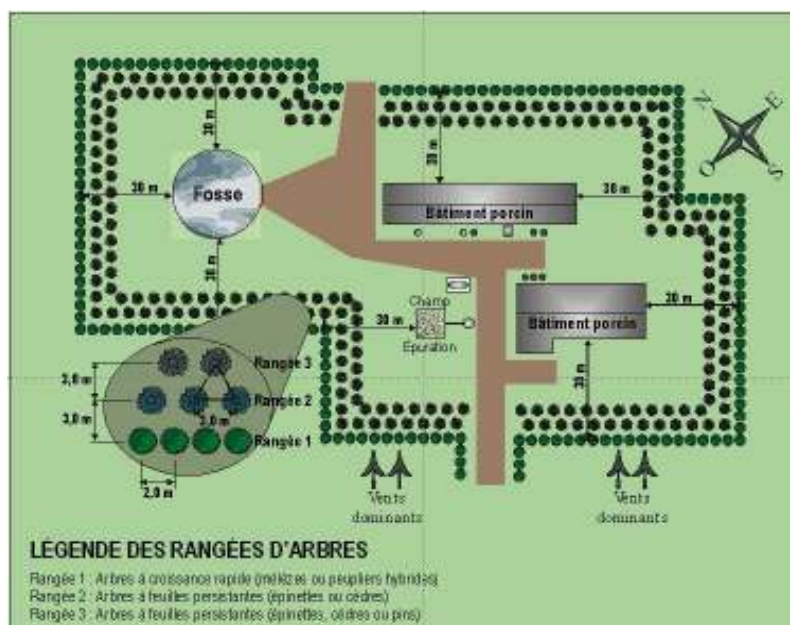 N
E
O
S
30 m
30 m
30 m
Fosse
Bâtiment porcin
30 m
30 m
Champ
Epuration
30 m
Bâtiment porcin
30 m
30 m
Rangée 3
3,0 m
Rangée 2
3,0 m
3,0 m
Rangée 1
2,0 m
Vents
dominants
Vents
dominants
LÉGENDE DES RANGÉES D'ARBRES
Rangée 1 : Arbres à croissance rapide (mélèzes ou peupliers hybrides)
Rangée 2 : Arbres à feuilles persistantes (épinettes ou cèdres)
Rangée 3 : Arbres à feuilles persistantes (épinettes, cèdres ou pins)